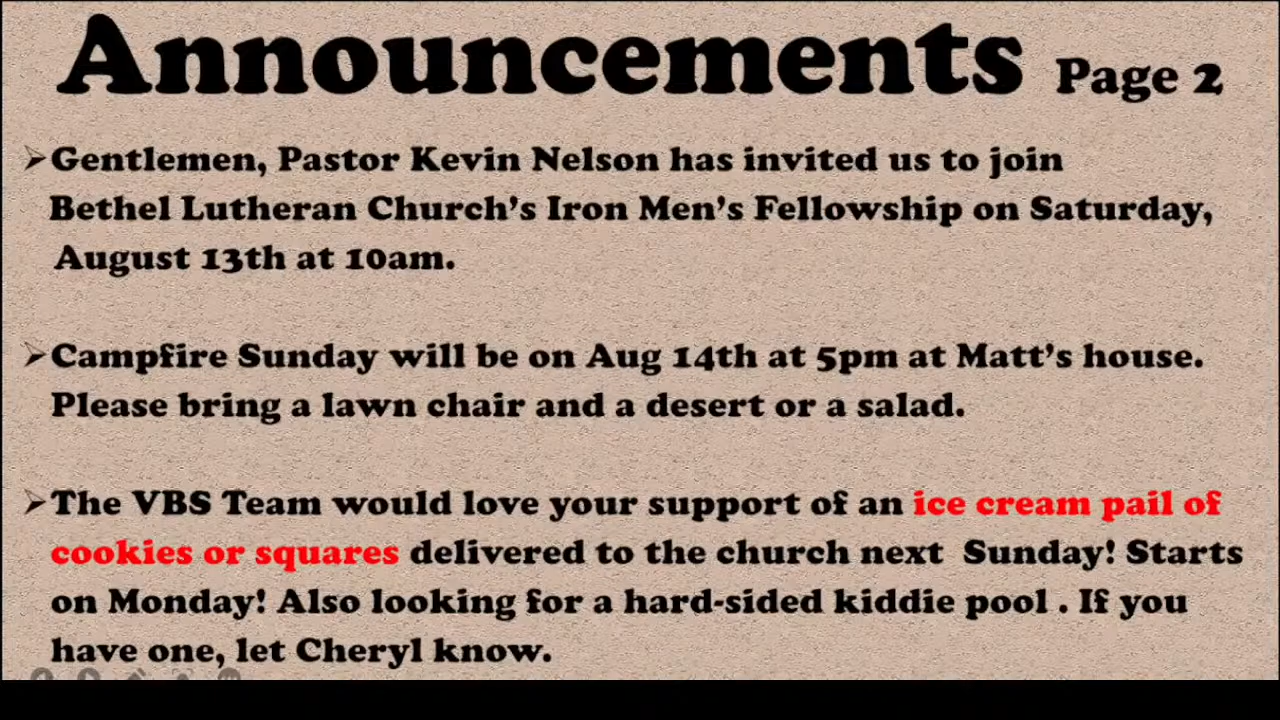 Announcements Page 2
➢Gentlemen, Pastor Kevin Nelson has invited us to join
Bethel Lutheran Church’s Iron Men’s Fellowship on Saturday,
August 13th at 10am.
➢Campfire Sunday will be on Aug 14th at 5pm at Matt’s house.
Please bring a lawn chair and a desert or a salad.
➢The VBS Team would love your support of an ice cream pail of
cookies or squares delivered to the church next Sunday! Starts
on Monday! Also looking for a hard-sided kiddie pool . If you
have one, let Cheryl know.